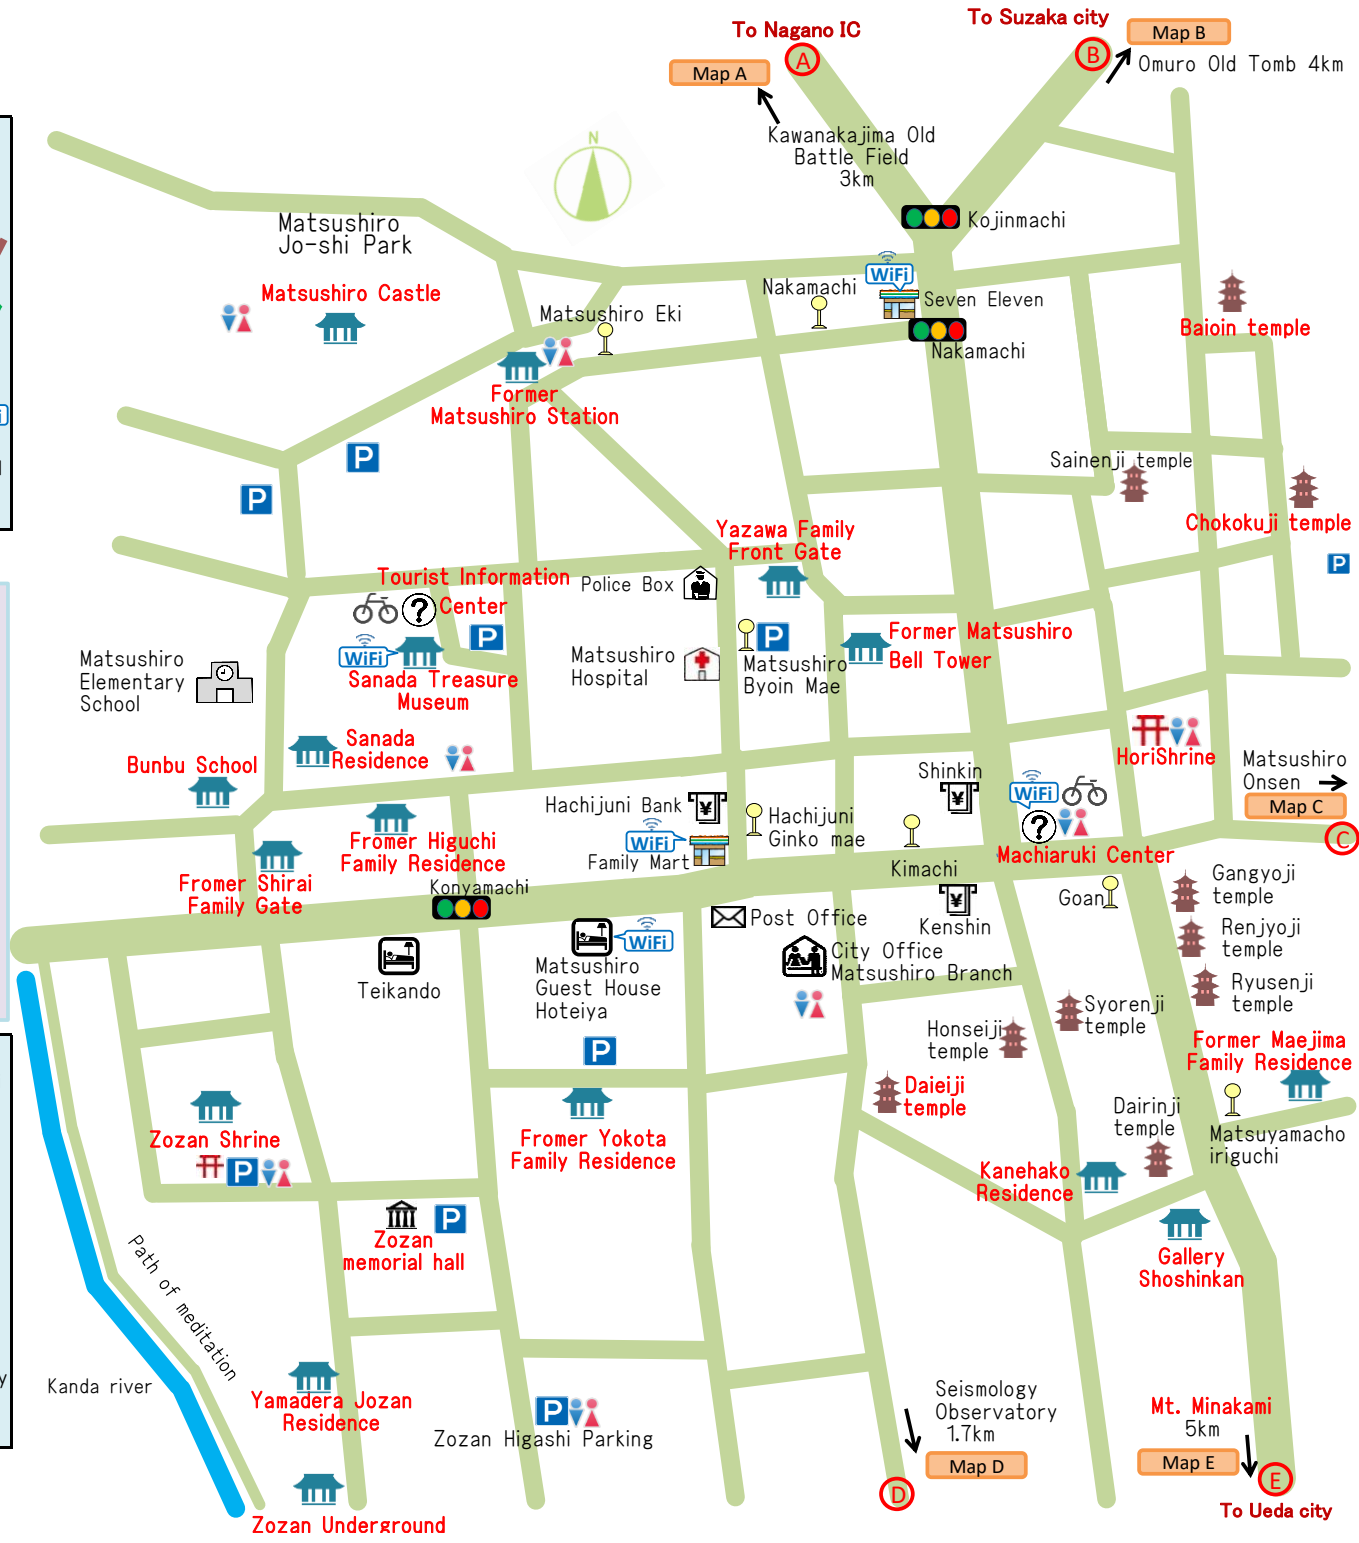 To Nagano IC
To Suzaka city
A
B
Map A
Map B
Omuro Old Tomb 4km
Kawanakajima Old
Battle Field
3km
N
Kojinmachi
Matsushiro
Jo-shi Park
Matsushiro Castle
WiFi
Nakamachi
Seven Eleven
Matsushiro Eki
Nakamachi
Baioin temple
Former
Matsushiro Station
P
P
Sainenji temple
Chokokuji temple
P
Yazawa Family
Front Gate
Tourist Information
Center
?
Police Box
P
WiFi
Sanada Treasure
Museum
Matsushiro
Hospital
P
Matsushiro
Byoin Mae
Former Matsushiro
Bell Tower
Matsushiro
Elementary
School
Sanada
Residence
Bunbu School
HoriShrine
Matsushiro
Onsen
Map C
C
Shinkin
¥
WiFi
?
Machiaruki Center
Hachijuni Bank
¥
WiFi
Family Mart
Hachijuni
Ginko mae
Fromer Higuchi
Family Residence
Kimachi
Fromer Shirai
Family Gate
Konyamachi
¥
Kenshin
Goan
Gangyoji
temple
Renjyoji
temple
Ryusenji
temple
Post Office
City Office
Matsushiro Branch
WiFi
Teikando
Matsushiro
Guest House
Hoteiya
P
Syorenji
temple
Honseiji
temple
Former Maejima
Family Residence
Daieiji
temple
Dairinji
temple
Matsuyamacho
iriguchi
Zozan Shrine
P
Fromer Yokota
Family Residence
Kanehako
Residence
P
Zozan
memorial hall
Gallery
Shoshinkan
Path of meditation
Kanda river
Yamadera Jozan
Residence
P
Zozan Higashi Parking
Seismology
Observatory
1.7km
Map D
D
Mt. Minakami
5km
Map E
E
To Ueda city
Zozan Underground